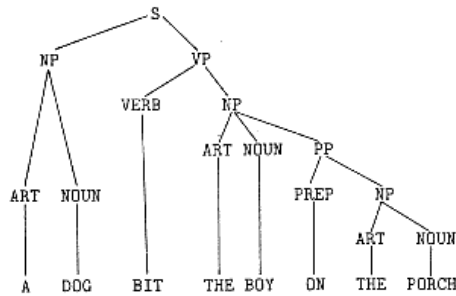 S
NP VP
VERB NP
ART NOUN PP
ART NOUN PREP NP
ART NOUN
A DOG BIT THE BOY ON THE PORCH